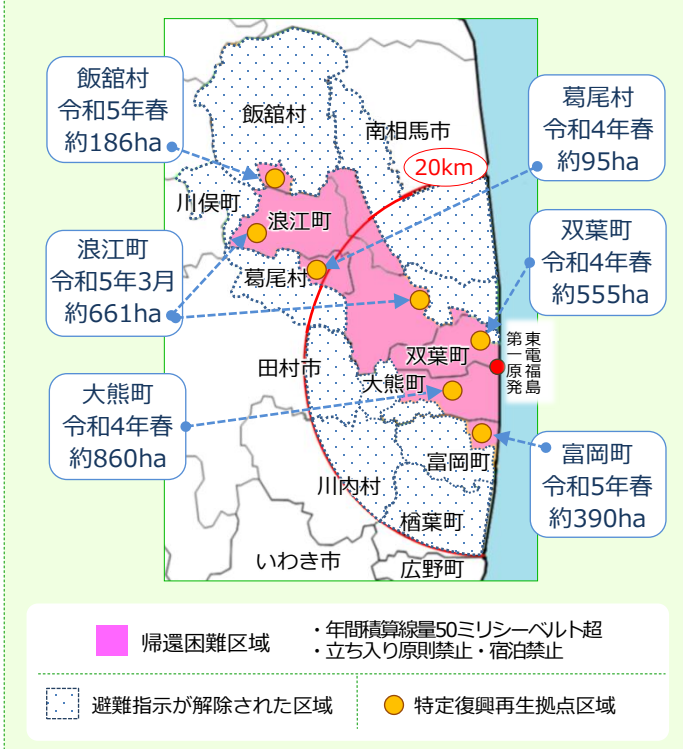 飯舘村
令和5年春
約186ha
飯舘村
南相馬市
20km
葛尾村
令和4年春
約95ha
川俣町
浪江町
浪江町
令和5年3月
約661ha
葛尾村
双葉町
令和4年春
約555ha
田村市
双葉町
大熊町
東電福島
第一原発
大熊町
令和4年春
約860ha
富岡町
川内村
楢葉町
富岡町
令和5年春
約390ha
いわき市
広野町
帰還困難区域
・年間積算線量50ミリシーベルト超
・立ち入り原則禁止・宿泊禁止
避難指示が解除された区域
特定復興再生拠点区域